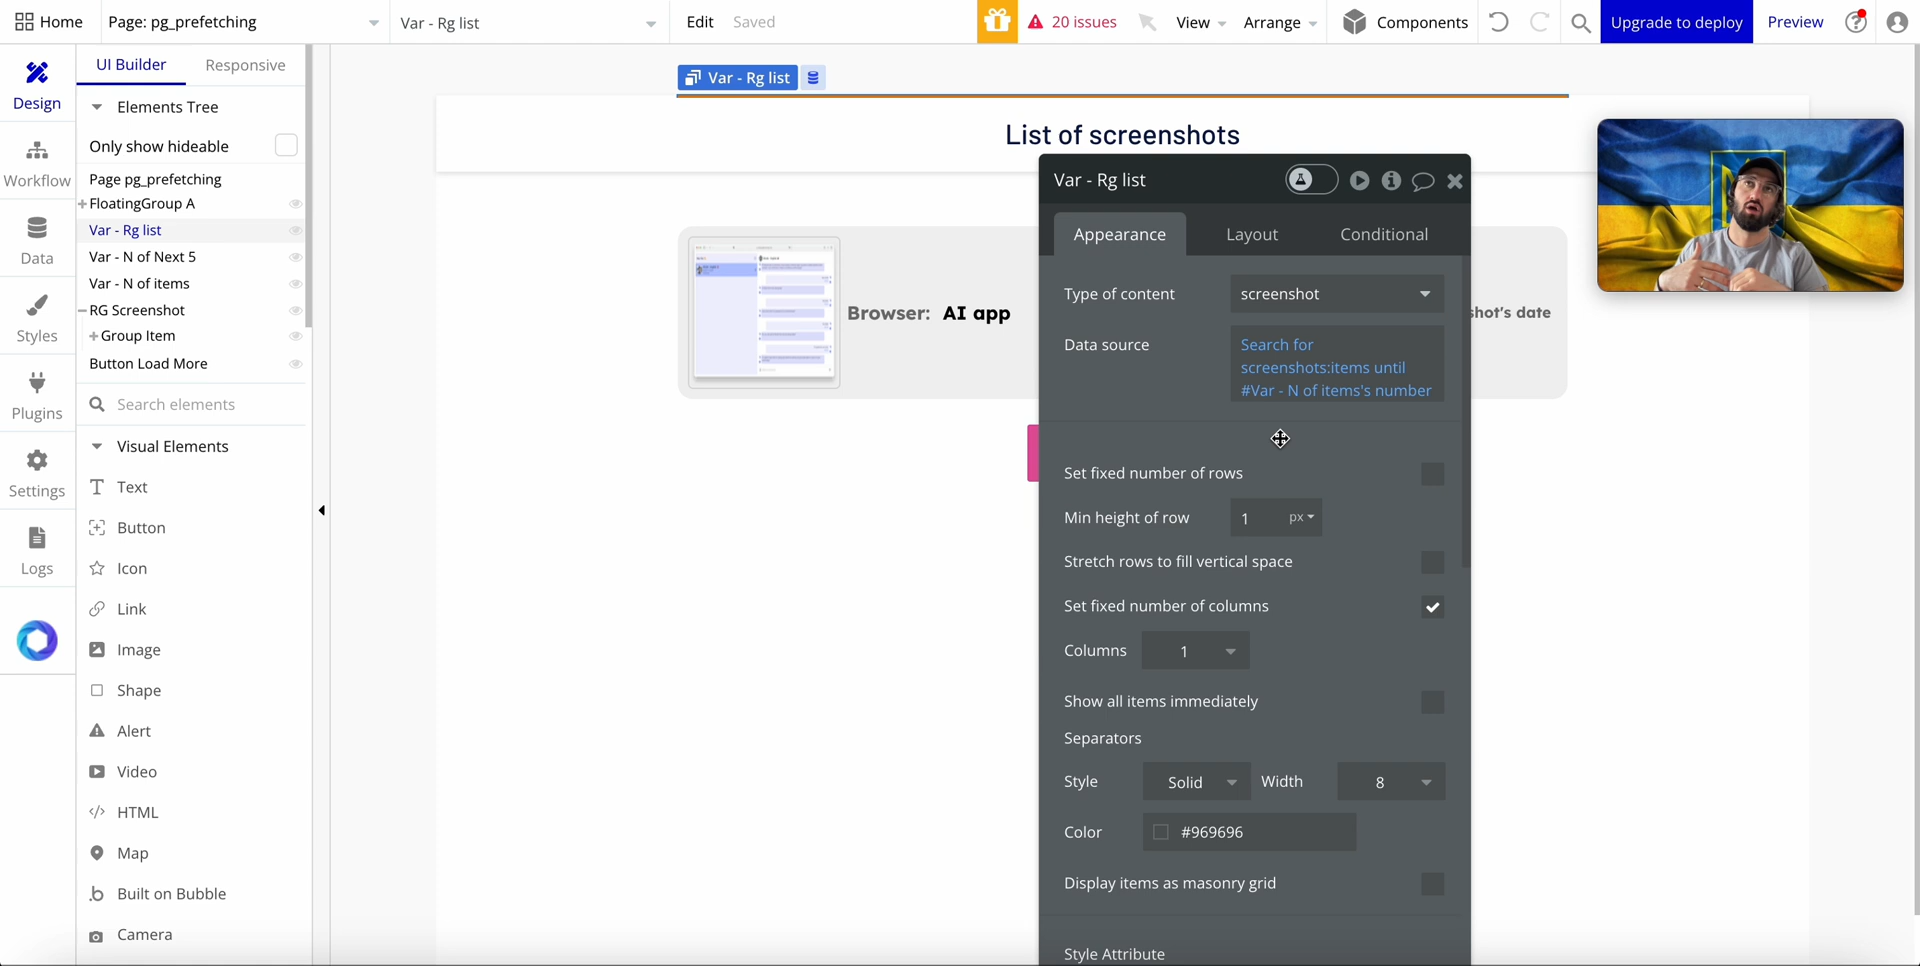 Home
Page: pg_prefetching
Var - Rg list
Edit
Saved
20 issues
View
Arrange
Components
Upgrade to deploy
Preview
Design
Workflow
Data
Styles
Plugins
Settings
Logs
UI Builder
Responsive
Elements Tree
Only show hideable
Page pg_prefetching
FloatingGroup A
Var - Rg list
Var - N of Next 5
Var - N of items
RG Screenshot
Group Item
Button Load More
Search elements
Visual Elements
Text
Button
Icon
Link
Image
Shape
Alert
Video
HTML
Map
Built on Bubble
Camera
Var - Rg list
List of screenshots
Browser: AI app
shot's date
Var - Rg list
Appearance
Layout
Conditional
Type of content
screenshot
Data source
Search for
screenshots:items until
#Var - N of items's number
Set fixed number of rows
Min height of row
1
px
Stretch rows to fill vertical space
Set fixed number of columns
Columns
1
Show all items immediately
Separators
Style
Solid
Width
8
Color
#969696
Display items as masonry grid
Style Attribute